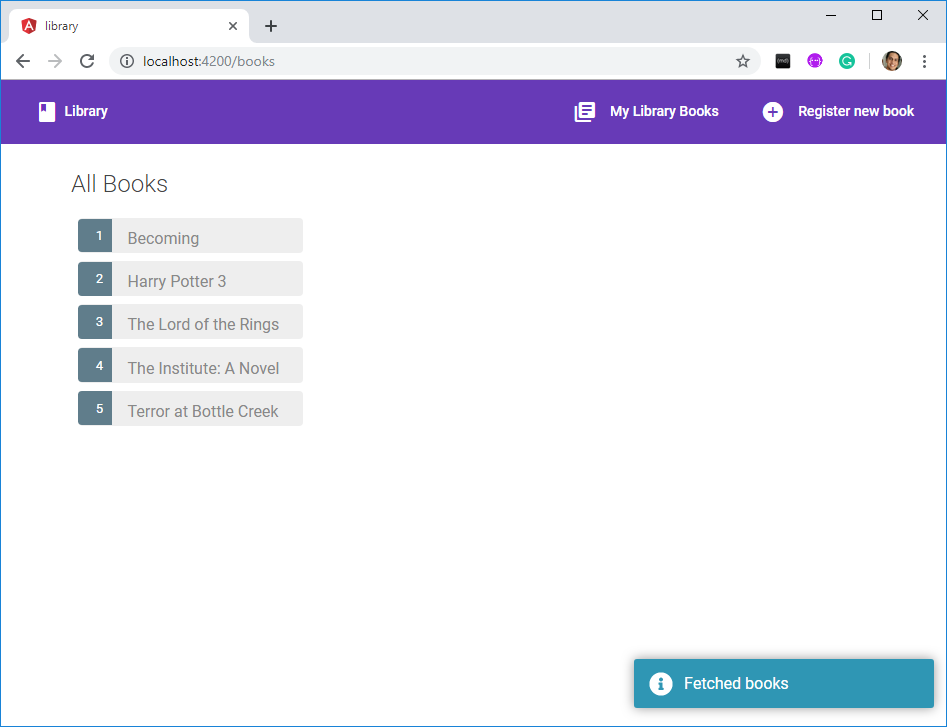 library
localhost:4200/books
Library
My Library Books
Register new book
All Books
1 Becoming
2 Harry Potter 3
3 The Lord of the Rings
4 The Institute: A Novel
5 Terror at Bottle Creek
Fetched books